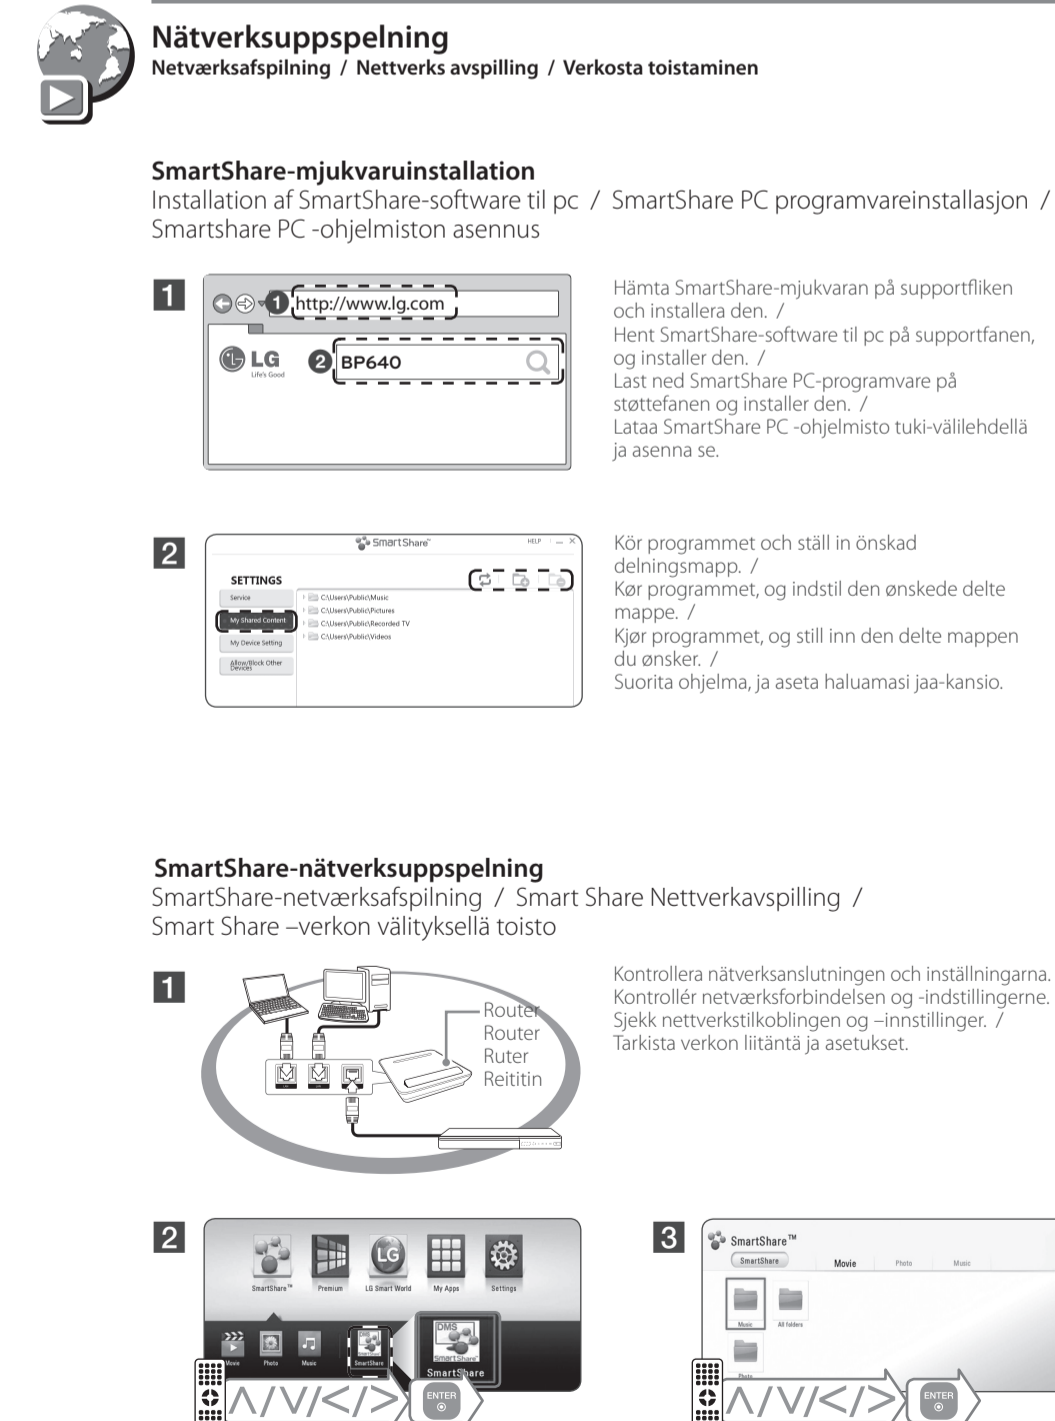 Nätverksuppspelning
Netværksafspilning / Nettverks avspilling / Verkosta toistaminen
SmartShare-mjukvaruinstallation
Installation af SmartShare-software til pc / SmartShare PC programvareinstallasjon /
Smartshare PC -ohjelmiston asennus
1
1 http://www.lg.com
LG
Life's Good
2 BP640
Hämta SmartShare-mjukvaran på supportfliken
och installera den. /
Hent SmartShare-software til pc på supportfanen,
og installer den. /
Last ned SmartShare PC-programvare på
støttefanen og installer den. /
Lataa SmartShare PC -ohjelmisto tuki-välilehdellä
ja asenna se.
2
SmartShare™
HELP
SETTINGS
Service
My Shared Content
My Device Setting
Allow/Block Other
Devices
C:\Users\Public\Music
C:\Users\Public\Pictures
C:\Users\Public\Recorded TV
C:\Users\Public\Videos
Kör programmet och ställ in önskad
delningsmapp. /
Kør programmet, og indstil den ønskede delte
mappe. /
Kjør programmet, og still inn den delte mappen
du ønsker. /
Suorita ohjelma, ja aseta haluamasi jaa-kansio.
SmartShare-nätverksuppspelning
SmartShare-netværksafspilning / Smart Share Nettverkavspilling /
Smart Share –verkon välityksellä toisto
1
Router
Router
Ruter
Reititin
Kontrollera nätverksanslutningen och inställningarna.
Kontrollér netværksforbindelsen og -indstillingerne.
Sjekk nettverkstilkoblingen og –innstillinger. /
Tarkista verkon liitäntä ja asetukset.
2
LG
SmartShare™
Premium
LG Smart World
My Apps
Settings
Movie
Photo
Music
SmartShare
DMS
SmartShare
SmartShare
Λ/V/</>
ENTER
3
SmartShare™
SmartShare
Movie
Photo
Music
Music
All folders
Photo
Λ/V/</>
ENTER